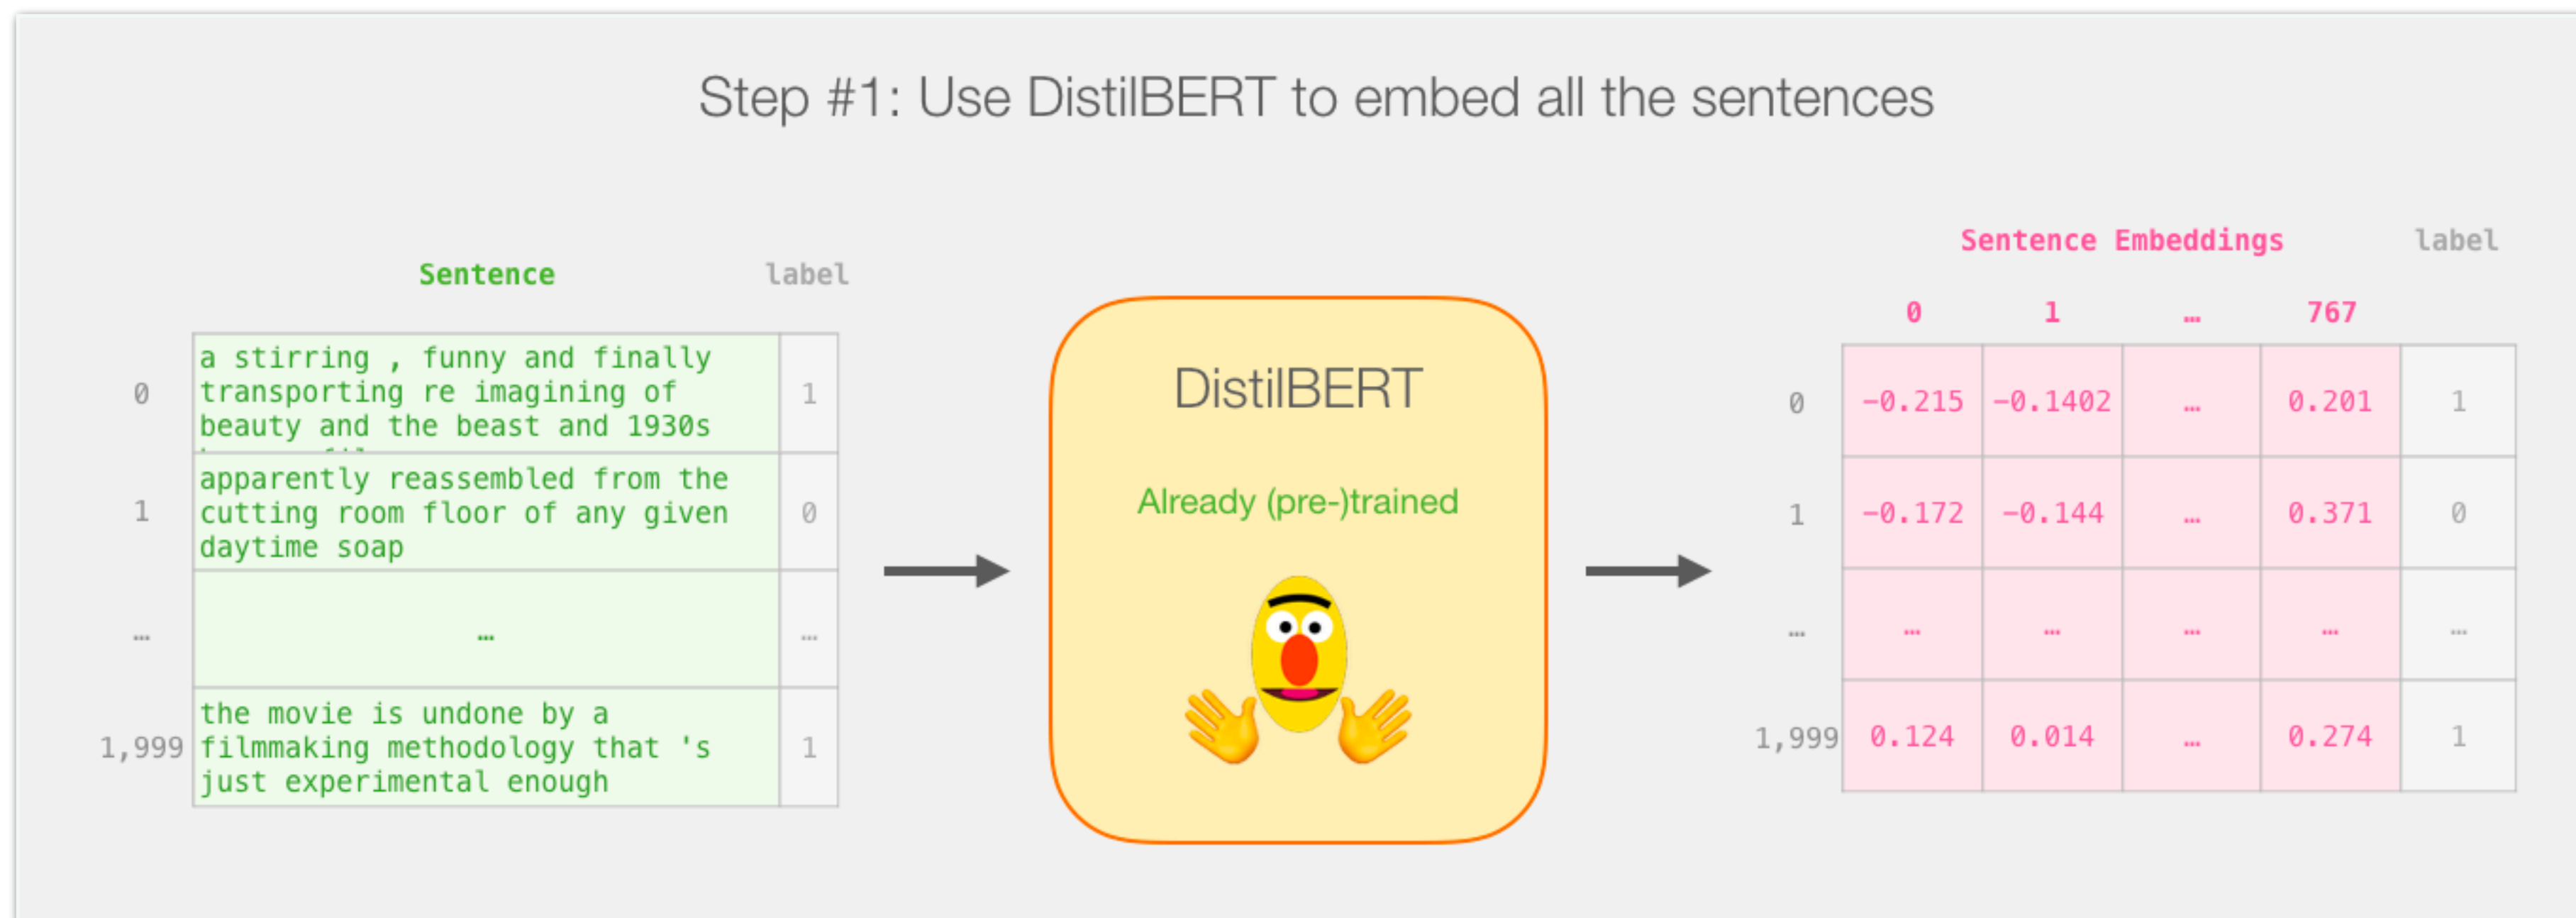 Step #1: Use DistilBERT to embed all the sentences
Sentence label
0
a stirring , funny and finally
transporting re imagining of
beauty and the beast and 1930s
1
1
apparently reassembled from the
cutting room floor of any given
daytime soap
0
…
…
…
1,999
the movie is undone by a
filmmaking methodology that 's
just experimental enough
1
DistilBERT
Already (pre-)trained
Sentence Embeddings label
0 1 … 767
0 −0.215 −0.1402 … 0.201 1
1 −0.172 −0.144 … 0.371 0
… … … … … …
1,999 0.124 0.014 … 0.274 1